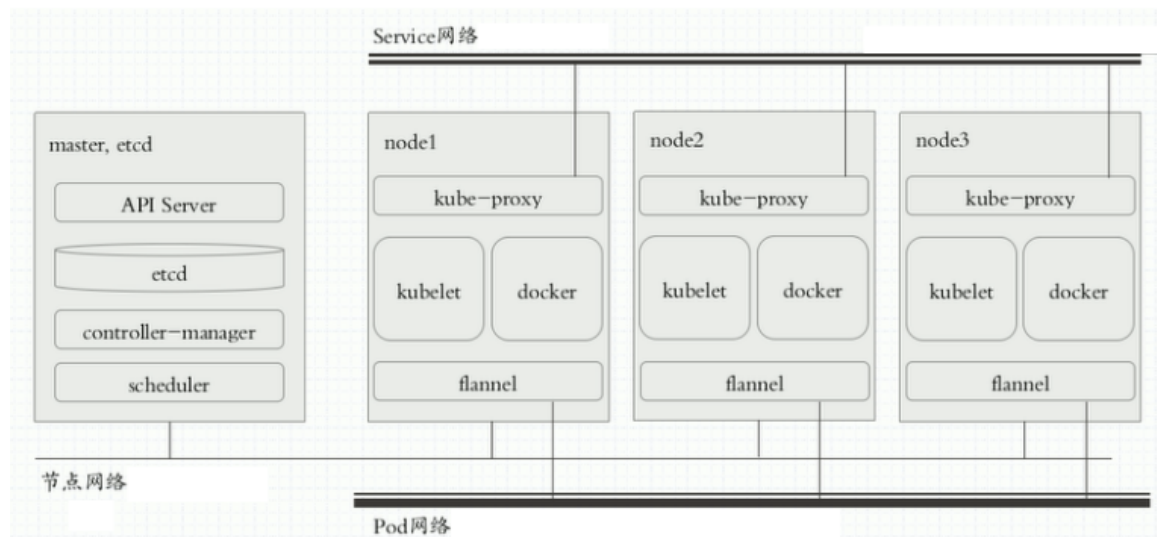 Service网络
master, etcd
API Server
etcd
controller-manager
scheduler
node1
kube-proxy
kubelet
docker
flannel
node2
kube-proxy
kubelet
docker
flannel
node3
kube-proxy
kubelet
docker
flannel
节点网络
Pod网络